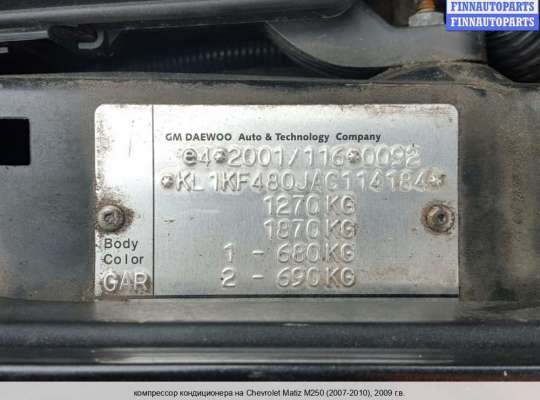 FINNAUTOPARTS
FINNAUTOPARTS
FINNAUTOPARTS
GM DAEWOO Auto & Technology Company
e4*2001/116*0092
*KL1KF480JAC114184*
1270KG
1870KG
1 - 680KG
2 - 690KG
Body
Color
GAR
компрессор кондиционера на Chevrolet Matiz M250 (2007-2010), 2009 г.в.